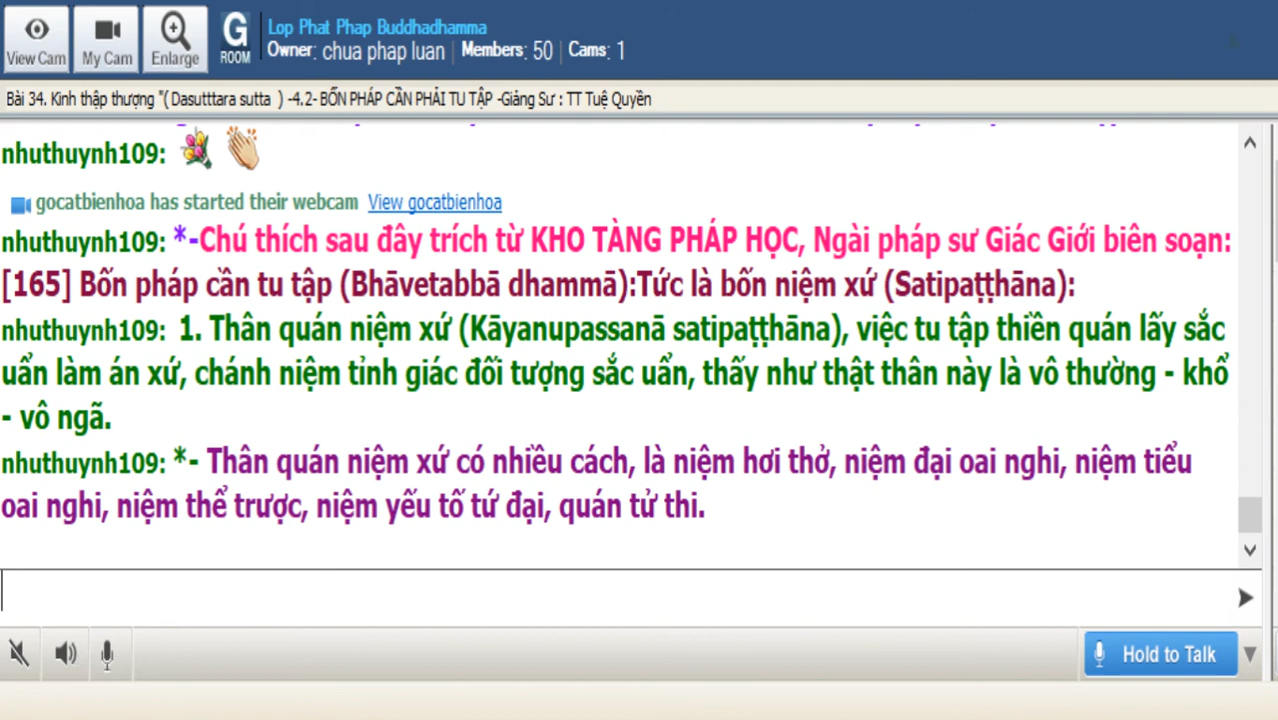 View Cam
My Cam
Enlarge
G
ROOM
Lop Phat Phap Buddhadhamma
Owner: chua phap luan | Members: 50 | Cams: 1
Bài 34. Kinh thập thượng "( Dasutttara sutta ) -4.2- BỐN PHÁP CẦN PHẢI TU TẬP -Giảng Sư : TT Tuệ Quyền
nhuthuynh109:
gocatbienhoa has started their webcam View gocatbienhoa
nhuthuynh109: *-Chú thích sau đây trích từ KHO TÀNG PHÁP HỌC, Ngài pháp sư Giác Giới biên soạn:
[165] Bốn pháp cần tu tập (Bhāvetabbā dhammā):Tức là bốn niệm xứ (Satipaṭṭhāna):
nhuthuynh109: 1. Thân quán niệm xứ (Kāyanupassanā satipaṭṭhāna), việc tu tập thiền quán lấy sắc
uẩn làm án xứ, chánh niệm tỉnh giác đối tượng sắc uẩn, thấy như thật thân này là vô thường - khổ
- vô ngã.
nhuthuynh109: *- Thân quán niệm xứ có nhiều cách, là niệm hơi thở, niệm đại oai nghi, niệm tiểu
oai nghi, niệm thể trược, niệm yếu tố tứ đại, quán tử thi.
Hold to Talk